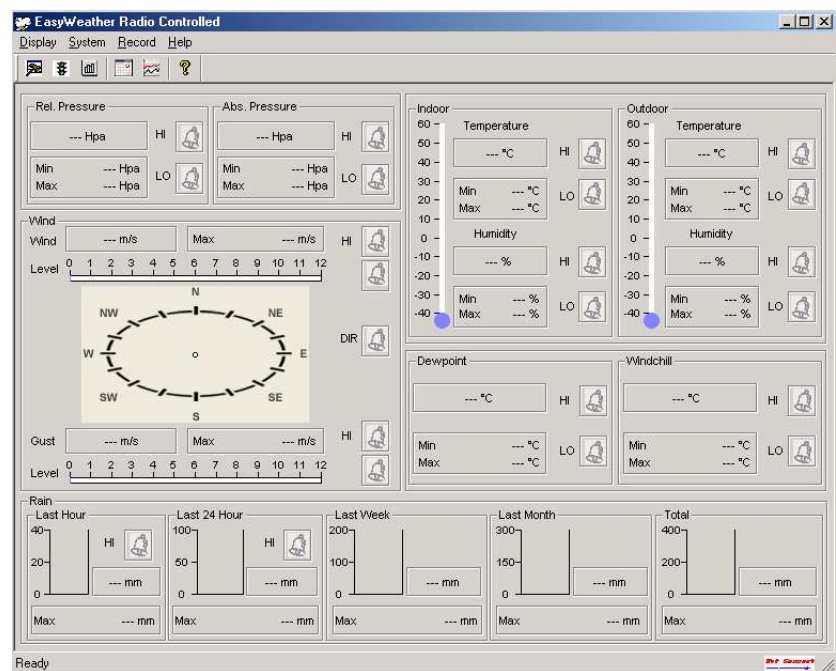 EasyWeather Radio Controlled
Display System Record Help
Rel. Pressure
--- Hpa HI
Min --- Hpa LO
Max --- Hpa
Abs. Pressure
--- Hpa HI
Min --- Hpa LO
Max --- Hpa
Wind
Wind --- m/s Max --- m/s HI
Level 0 1 2 3 4 5 6 7 8 9 10 11 12
N
NW NE
W E DIR
SW SE
S
Gust --- m/s Max --- m/s HI
Level 0 1 2 3 4 5 6 7 8 9 10 11 12
Indoor
60
50
40
30
20
10
0
-10
-20
-30
-40
Temperature
--- °C HI
Min --- °C LO
Max --- °C
Humidity
--- % HI
Min --- % LO
Max --- %
Outdoor
60
50
40
30
20
10
0
-10
-20
-30
-40
Temperature
--- °C HI
Min --- °C LO
Max --- °C
Humidity
--- % HI
Min --- % LO
Max --- %
Dewpoint
--- °C HI
Min --- °C LO
Max --- °C
Windchill
--- °C HI
Min --- °C LO
Max --- °C
Rain
Last Hour
40
20
0
HI
--- mm
Max --- mm
Last 24 Hour
100
50
0
HI
--- mm
Max --- mm
Last Week
200
100
0
--- mm
Max --- mm
Last Month
300
150
0
--- mm
Max --- mm
Total
400
200
0
--- mm
Max --- mm
Ready